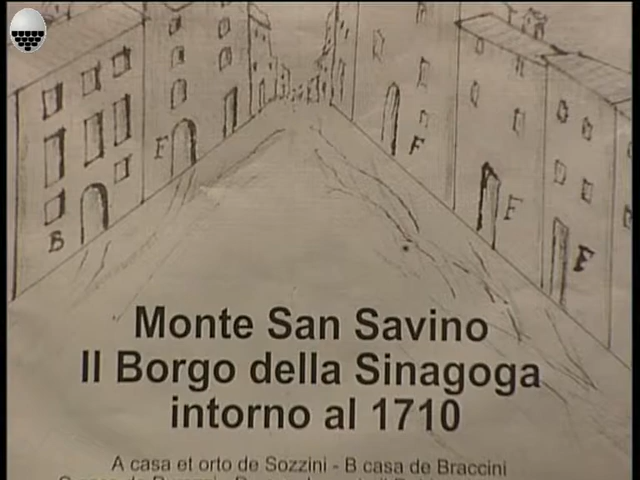 F
F
F
E
B
Monte San Savino
Il Borgo della Sinagoga
intorno al 1710
A casa et orto de Sozzini - B casa de Braccini